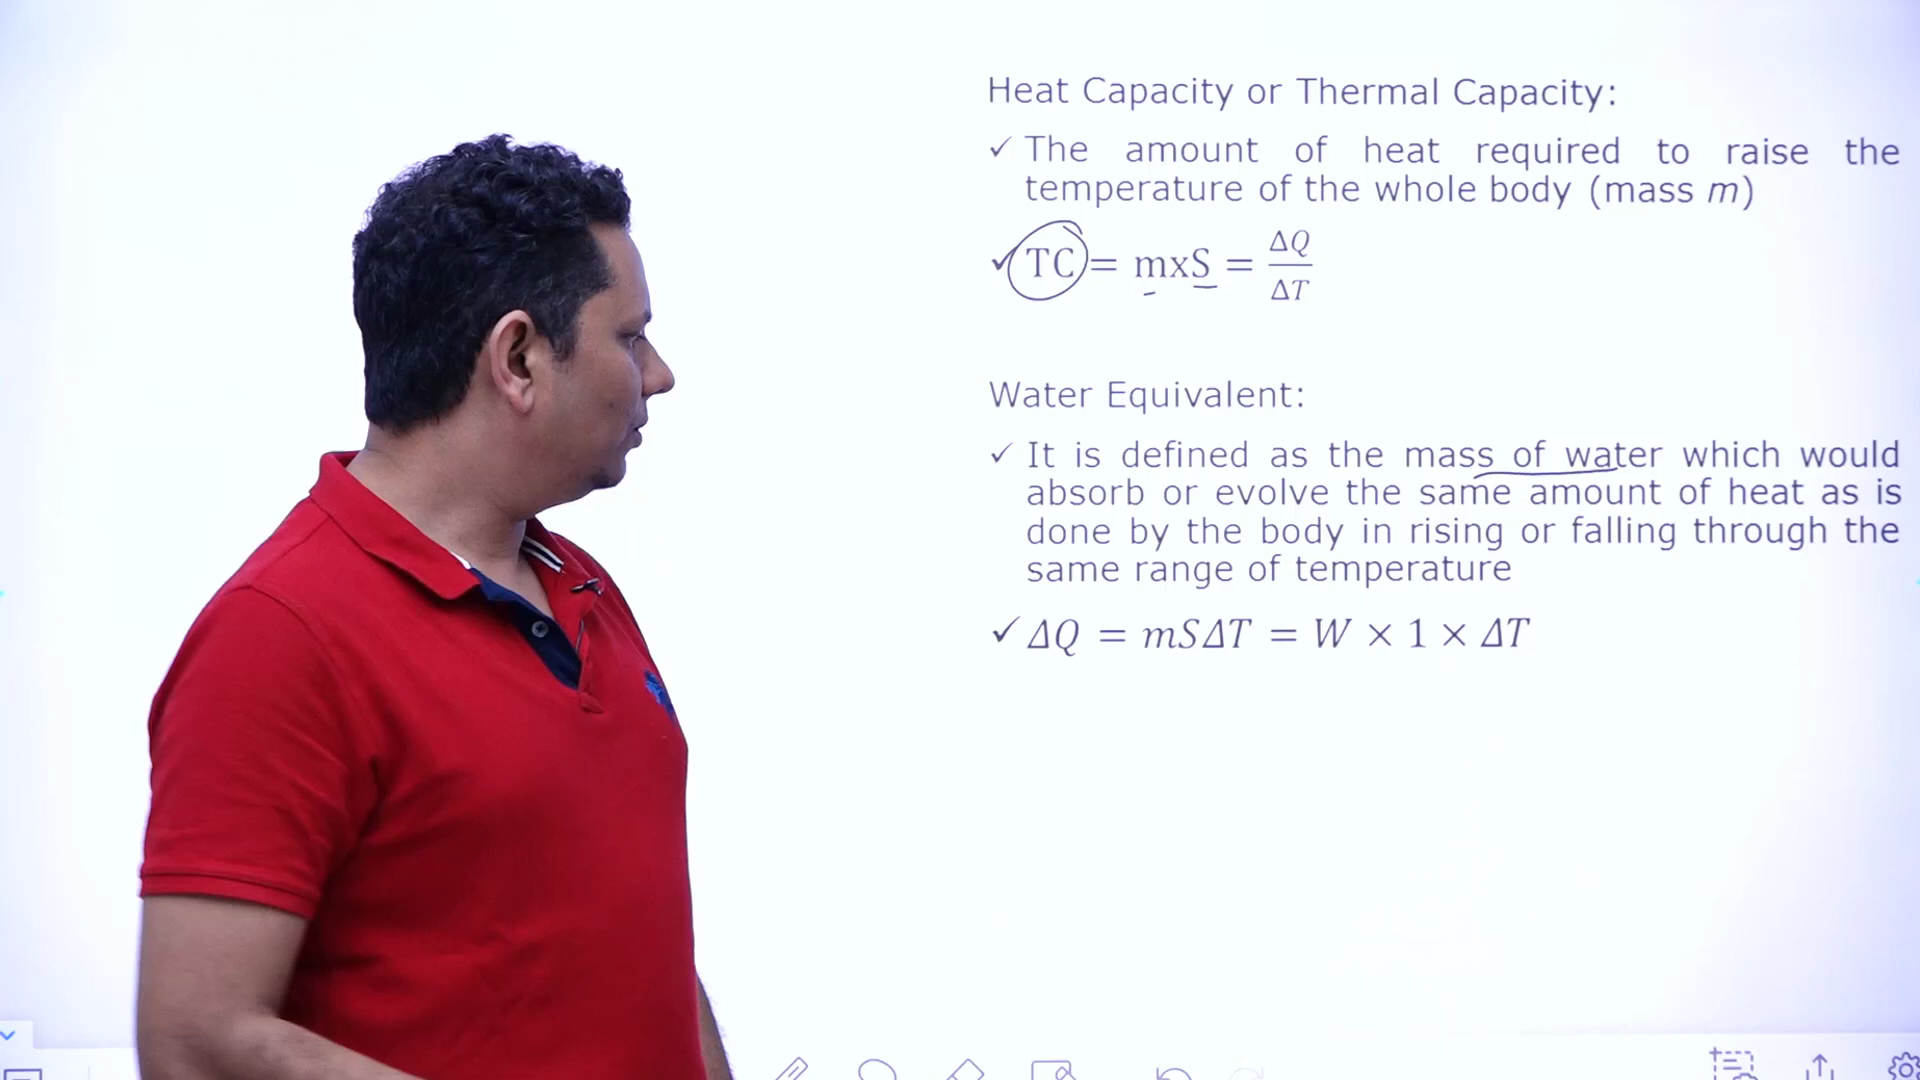 Heat Capacity or Thermal Capacity:
✓ The amount of heat required to raise the
temperature of the whole body (mass m)
✓ TC = mxS = ΔQ/ΔT
Water Equivalent:
✓ It is defined as the mass of water which would
absorb or evolve the same amount of heat as is
done by the body in rising or falling through the
same range of temperature
✓ ΔQ = mSΔT = W × 1 × ΔT